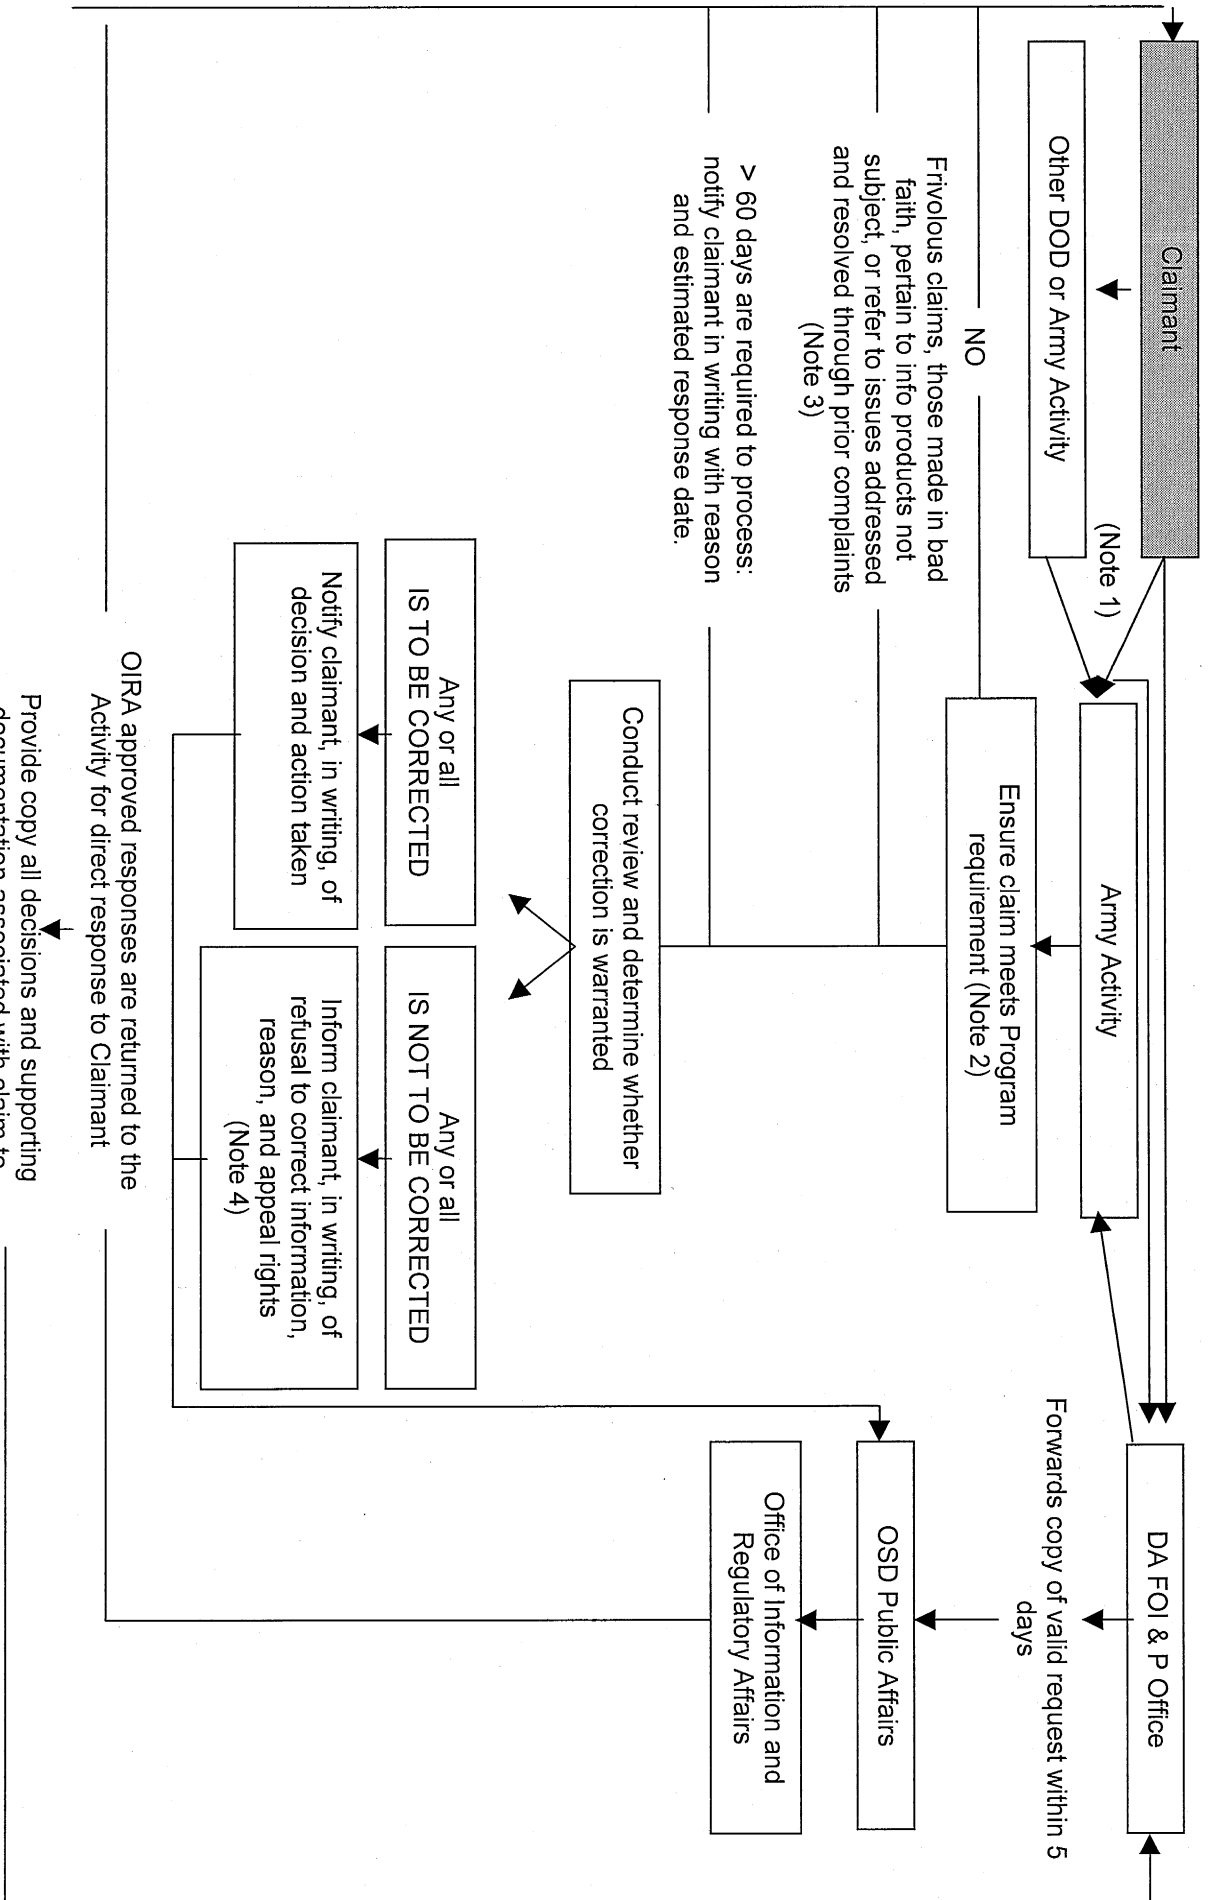 Claimant
Other DOD or Army Activity
(Note 1)
Army Activity
DA FOI & P Office
Forwards copy of valid request within 5
days
NO
Ensure claim meets Program
requirement (Note 2)
Frivolous claims, those made in bad
faith, pertain to info products not
subject, or refer to issues addressed
and resolved through prior complaints
(Note 3)
OSD Public Affairs
> 60 days are required to process:
notify claimant in writing with reason
and estimated response date.
Office of Information and
Regulatory Affairs
Conduct review and determine whether
correction is warranted
Any or all
IS TO BE CORRECTED
Any or all
IS NOT TO BE CORRECTED
Notify claimant, in writing, of
decision and action taken
Inform claimant, in writing, of
refusal to correct information,
reason, and appeal rights
(Note 4)
OIRA approved responses are returned to the
Activity for direct response to Claimant
Provide copy all decisions and supporting
documentation associated with claim to